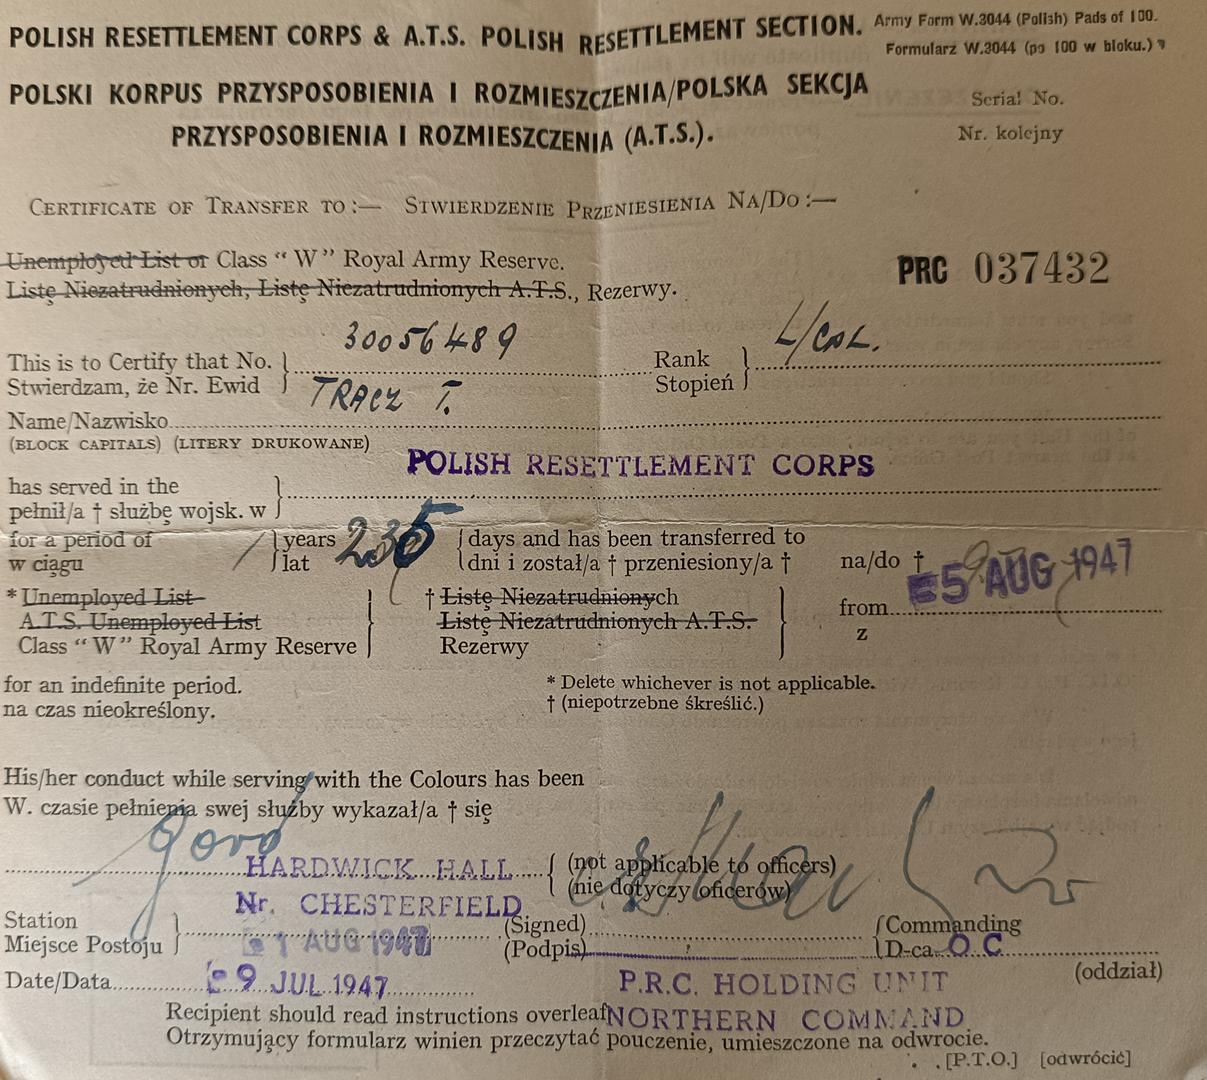 POLISH RESETTLEMENT CORPS & A.T.S. POLISH RESETTLEMENT SECTION.
Army Form W.3044 (Polish) Pads of 100.
Formularz W.3044 (po 100 w bloku.)
POLSKI KORPUS PRZYSPOSOBIENIA I ROZMIESZCZENIA/POLSKA SEKCJA
PRZYSPOSOBIENIA I ROZMIESZCZENIA (A.T.S.).
Serial No.
Nr. kolejny
CERTIFICATE OF TRANSFER TO:— STWIERDZENIE PRZENIESIENIA NA/DO:—
Unemployed List or Class “W” Royal Army Reserve.
Listę Niezatrudnionych, Listę Niezatrudnionych A.T.S., Rezerwy.
PRC 037432
30056489
L/CPL.
This is to Certify that No.
Rank
Stwierdzam, że Nr. Ewid
Stopień
TRACZ T.
Name/Nazwisko
(BLOCK CAPITALS) (LITERY DRUKOWANE)
POLISH RESETTLEMENT CORPS
has served in the
pełnił/a † służbę wojsk. w
for a period of / years 235 days and has been transferred to
w ciągu lat dni i został/a † przeniesiony/a † na/do †
5 AUG 1947
* Unemployed List † Listę Niezatrudnionych
A.T.S. Unemployed List Listę Niezatrudnionych A.T.S. from
Class “W” Royal Army Reserve Rezerwy z
for an indefinite period. * Delete whichever is not applicable.
na czas nieokreślony. † (niepotrzebne śkreślić.)
His/her conduct while serving with the Colours has been
W. czasie pełnienia swej służby wykazał/a † się
good
HARDWICK HALL (not applicable to officers)
(nie dotyczy oficerów)
Nr. CHESTERFIELD
Station (Signed) Commanding
Miejsce Postoju 1 AUG 1947 (Podpis) D-ca O.C
Date/Data 9 JUL 1947 P.R.C. HOLDING UNIT (oddział)
Recipient should read instructions overleaf NORTHERN COMMAND
Otrzymujący formularz winien przeczytać pouczenie, umieszczone na odwrocie.
[P.T.O.] [odwrócić]